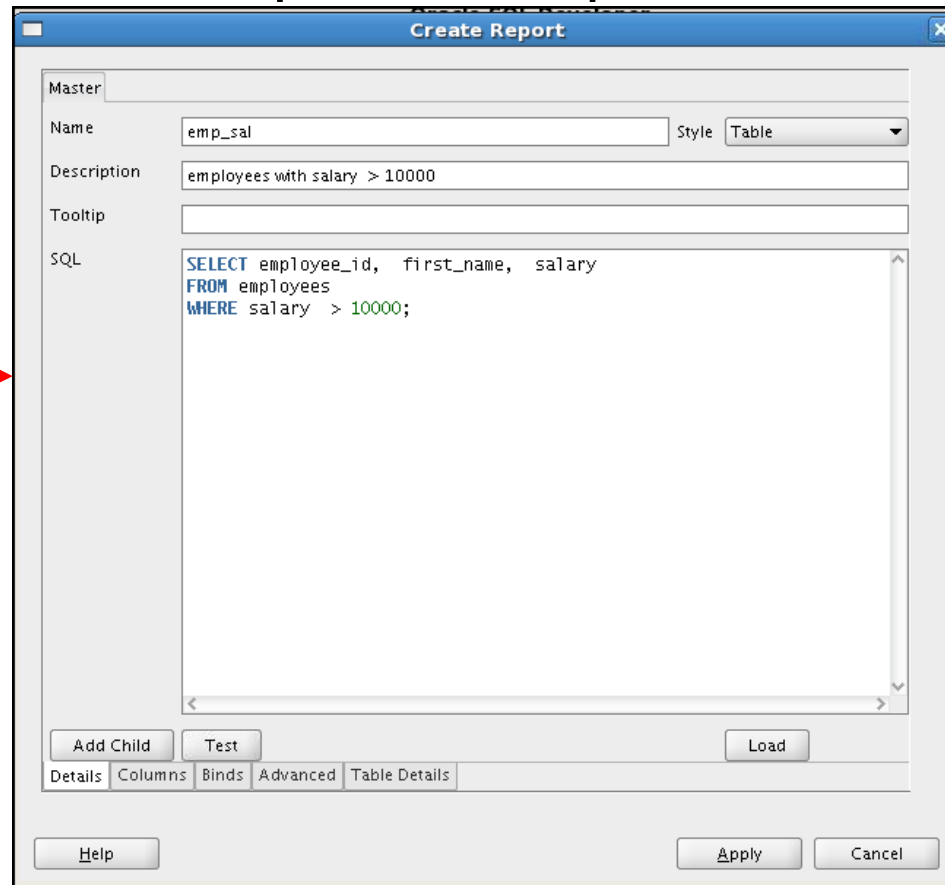 Create Report
Master
Name emp_sal Style Table
Description employees with salary > 10000
Tooltip
SQL SELECT employee_id, first_name, salary
FROM employees
WHERE salary > 10000;
Add Child Test Load
Details Columns Binds Advanced Table Details
Help Apply Cancel